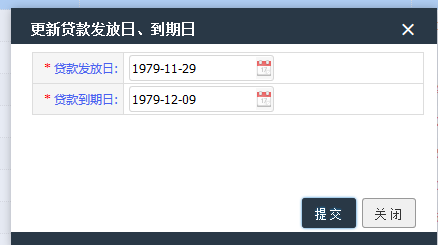 更新贷款发放日、到期日
* 贷款发放日: 1979-11-29
* 贷款到期日: 1979-12-09
提交 关闭